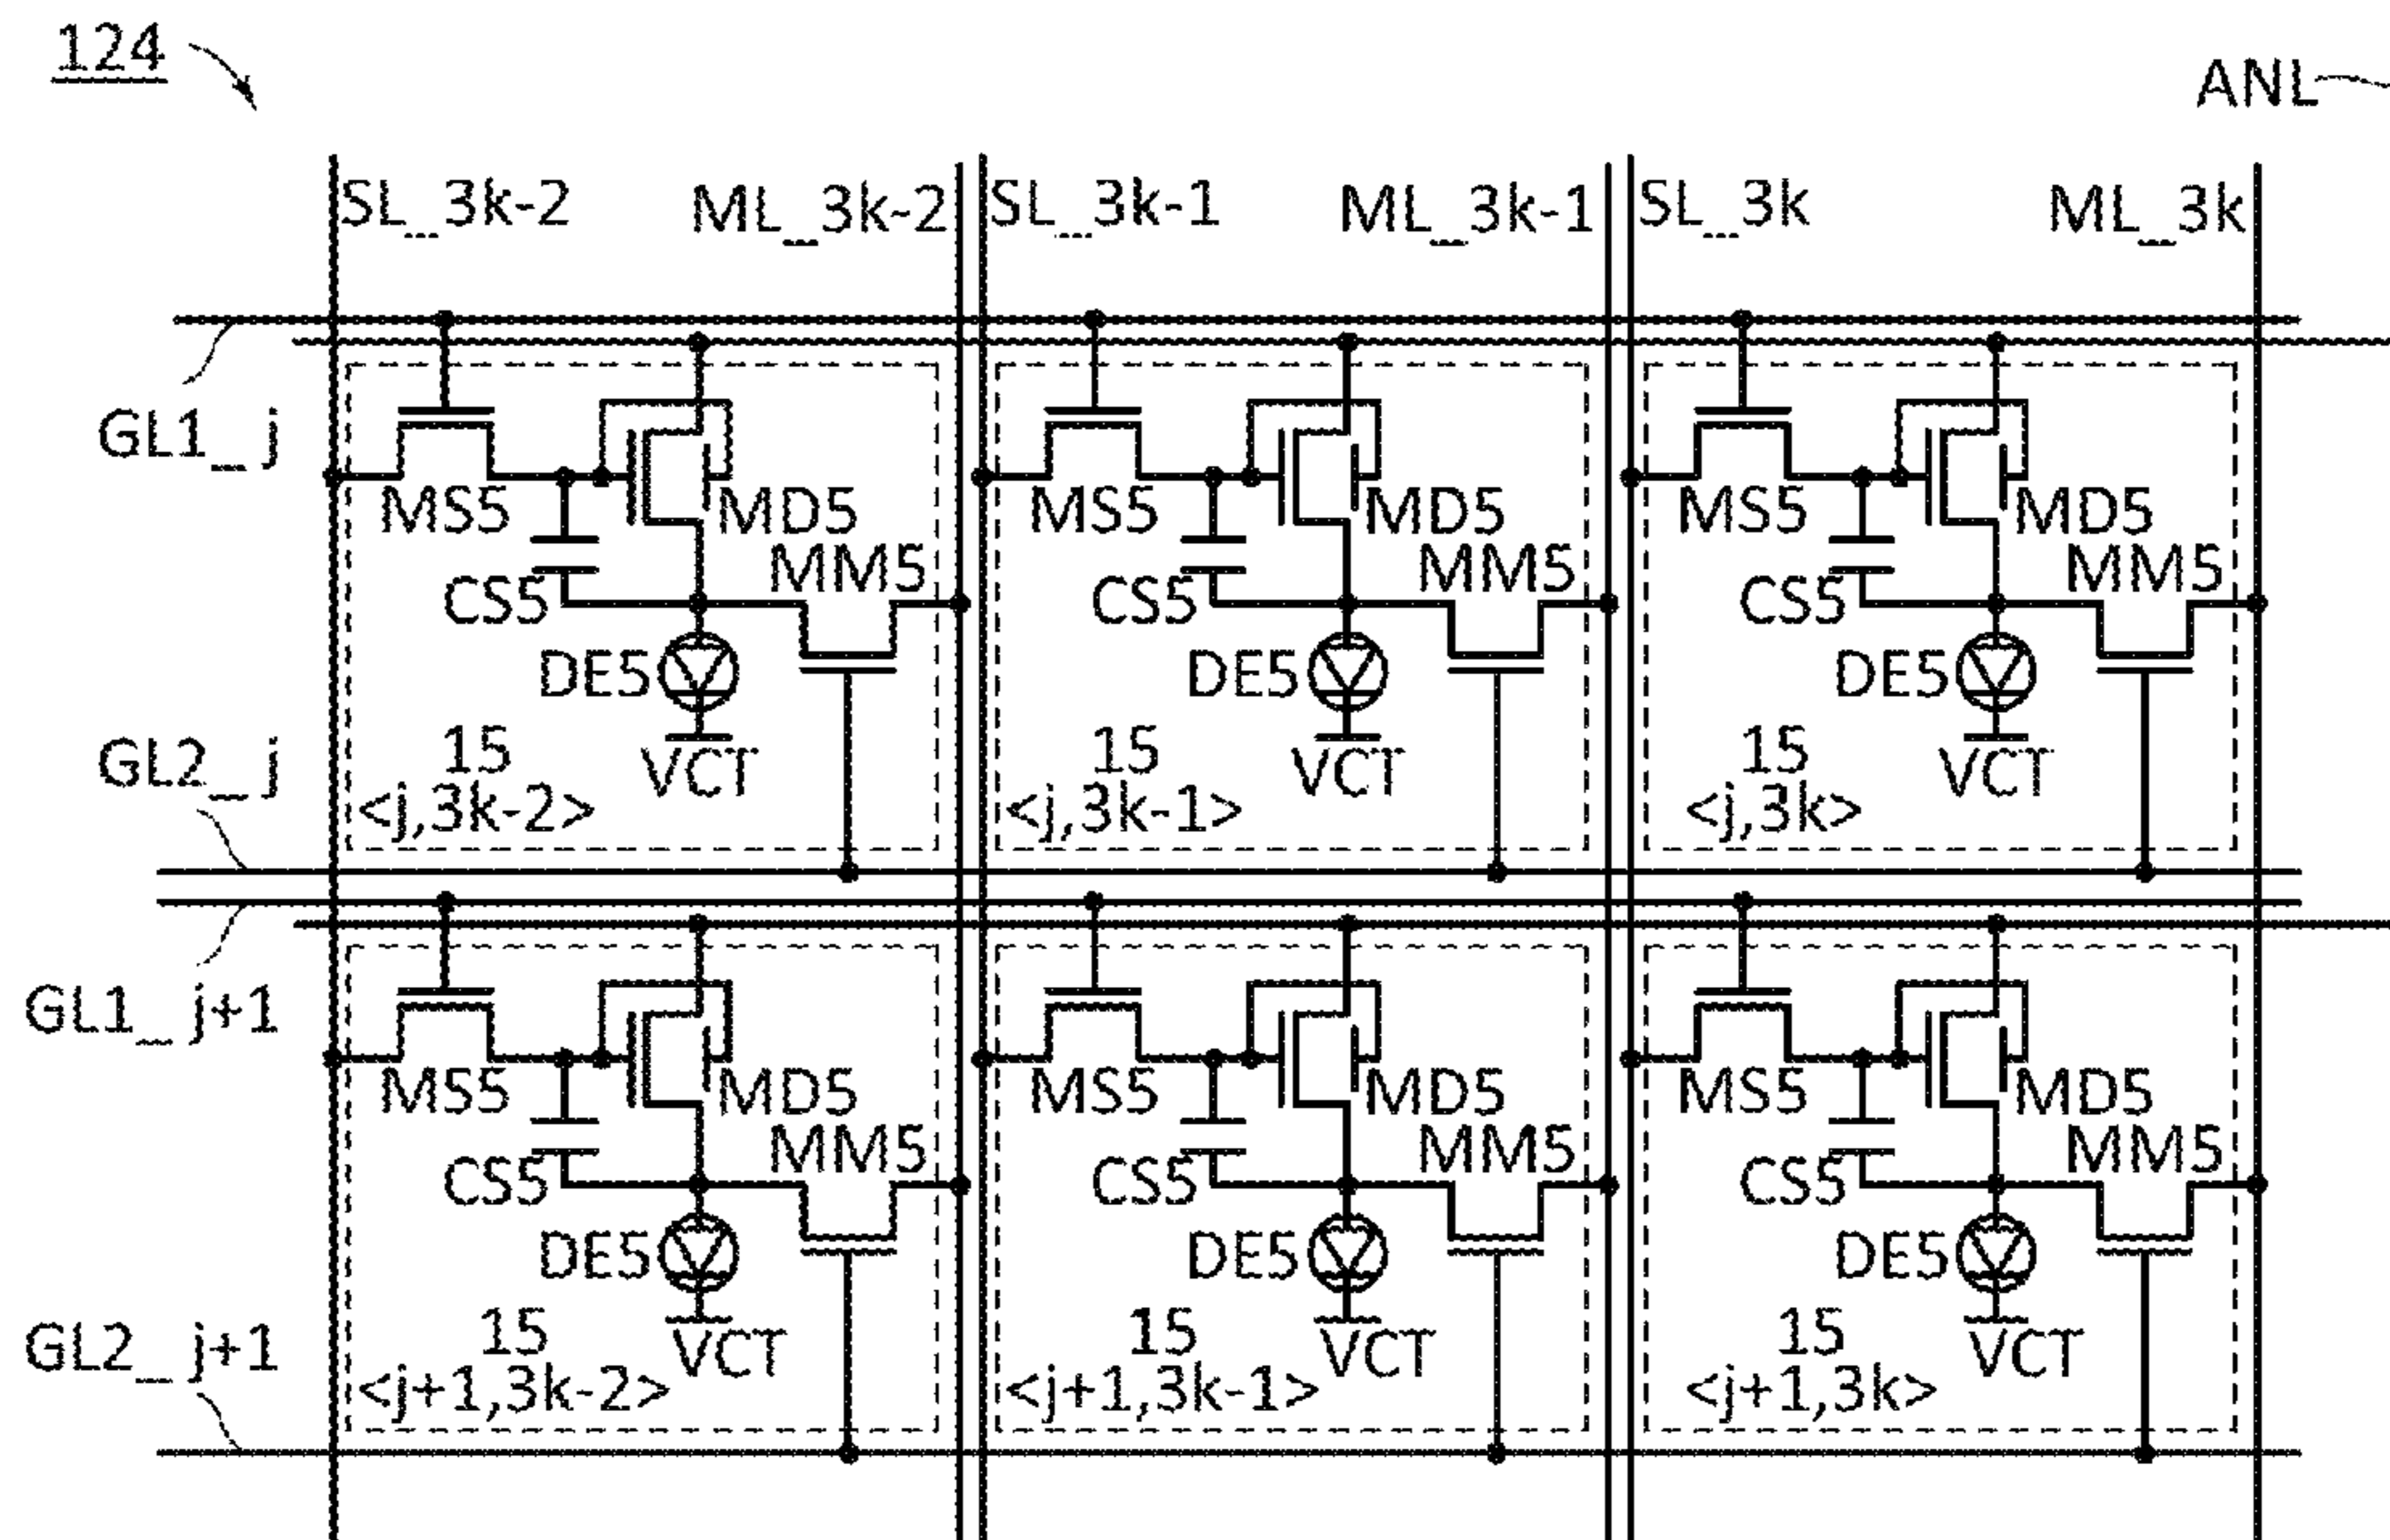 124
ANL
SL_3k-2 ML_3k-2 SL_3k-1 ML_3k-1 SL_3k ML_3k
GL1_j
MS5 MD5 MS5 MD5 MS5 MD5
MM5 MM5 MM5
CS5 CS5 CS5
DE5 DE5 DE5
GL2_j
15 VCT 15 VCT 15 VCT
<j,3k-2> <j,3k-1> <j,3k>
GL1_j+1
MS5 MD5 MS5 MD5 MS5 MD5
MM5 MM5 MM5
CS5 CS5 CS5
DE5 DE5 DE5
GL2_j+1
15 VCT 15 VCT 15 VCT
<j+1,3k-2> <j+1,3k-1> <j+1,3k>